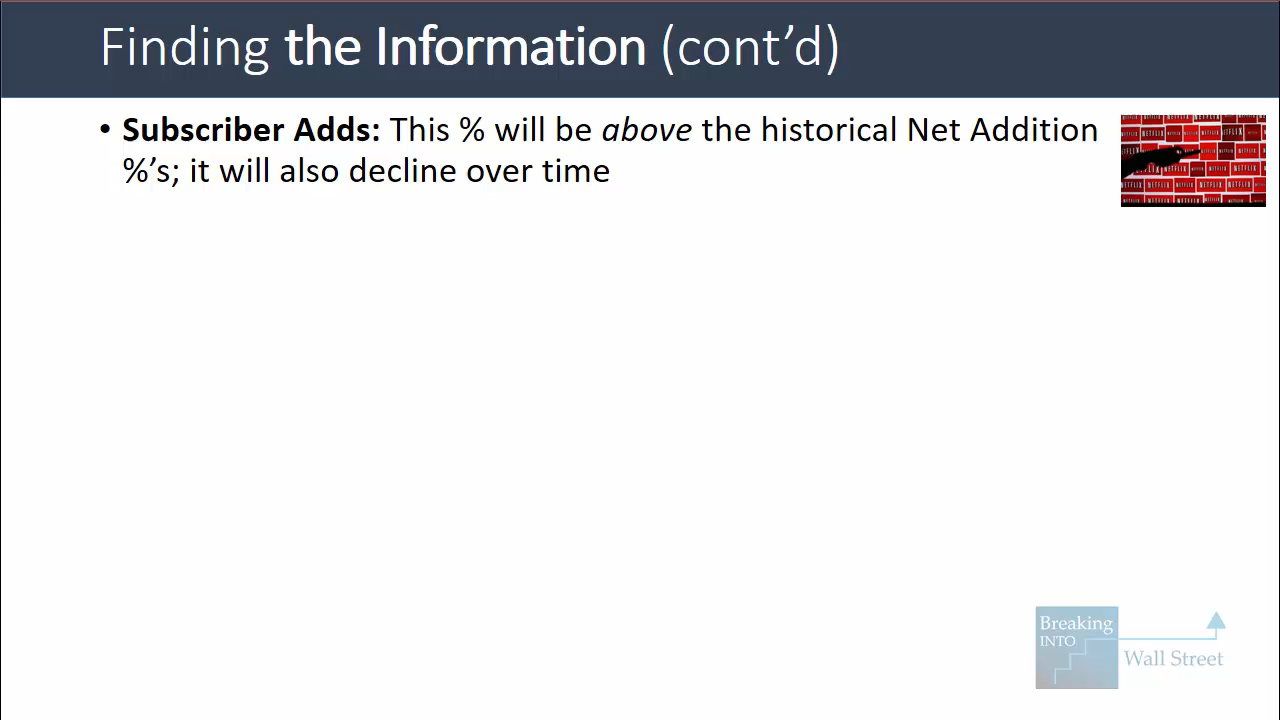 Finding the Information (cont’d)
• Subscriber Adds: This % will be above the historical Net Addition
%’s; it will also decline over time
NETFLIX
Breaking
INTO
Wall Street